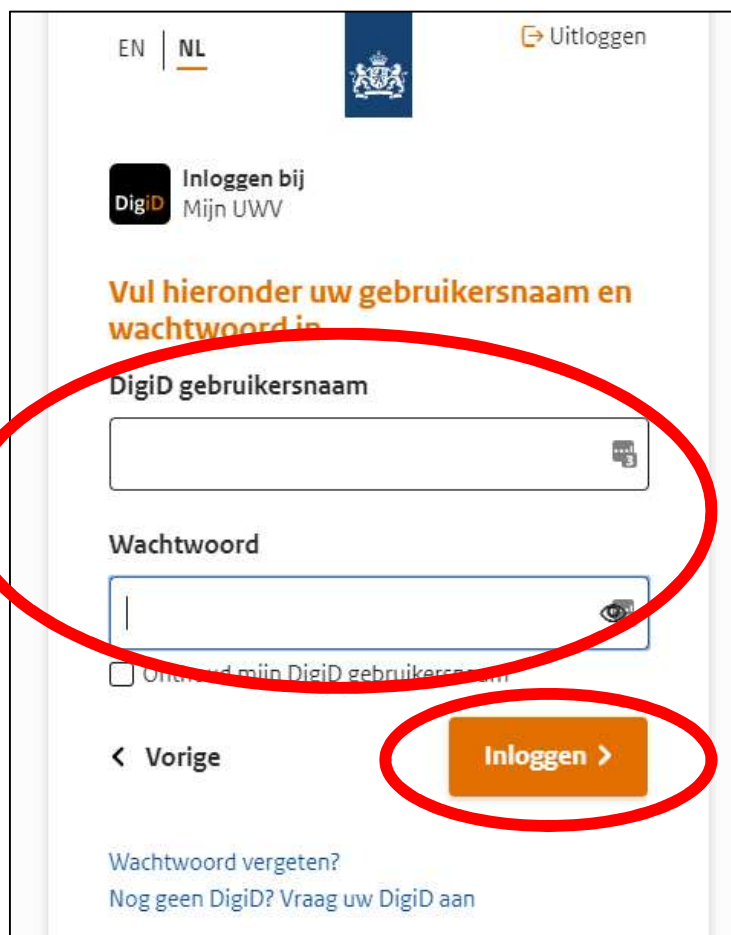 EN | NL
Uitloggen
DigiD
Inloggen bij
Mijn UWV
Vul hieronder uw gebruikersnaam en
wachtwoord in
DigiD gebruikersnaam
Wachtwoord
Onthoud mijn DigiD gebruikersnaam
Vorige
Inloggen
Wachtwoord vergeten?
Nog geen DigiD? Vraag uw DigiD aan